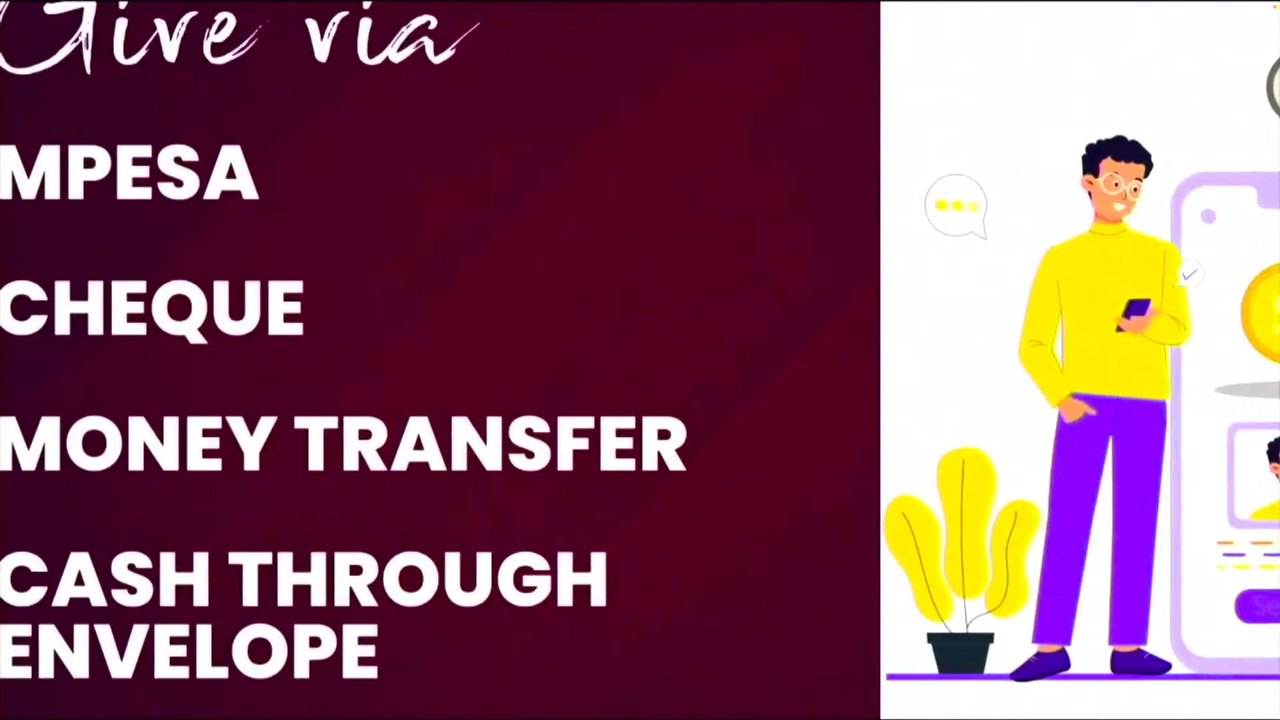 Give via
MPESA
CHEQUE
MONEY TRANSFER
CASH THROUGH
ENVELOPE